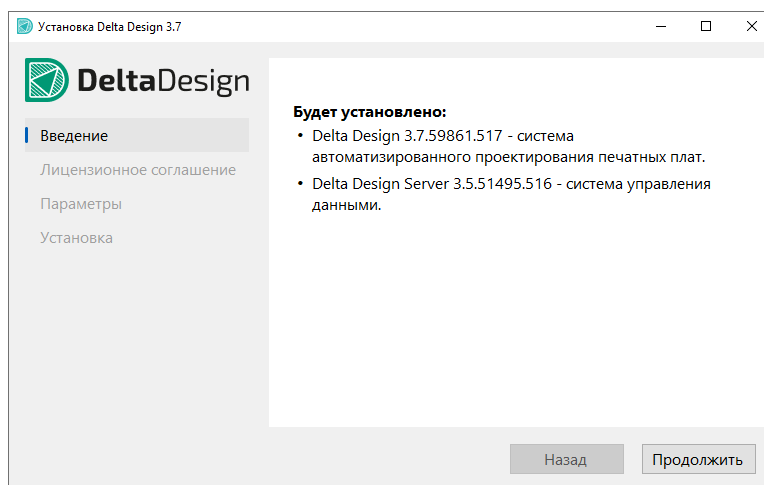 Установка Delta Design 3.7
DeltaDesign
Введение
Лицензионное соглашение
Параметры
Установка
Будет установлено:
• Delta Design 3.7.59861.517 - система
автоматизированного проектирования печатных плат.
• Delta Design Server 3.5.51495.516 - система управления
данными.
Назад
Продолжить